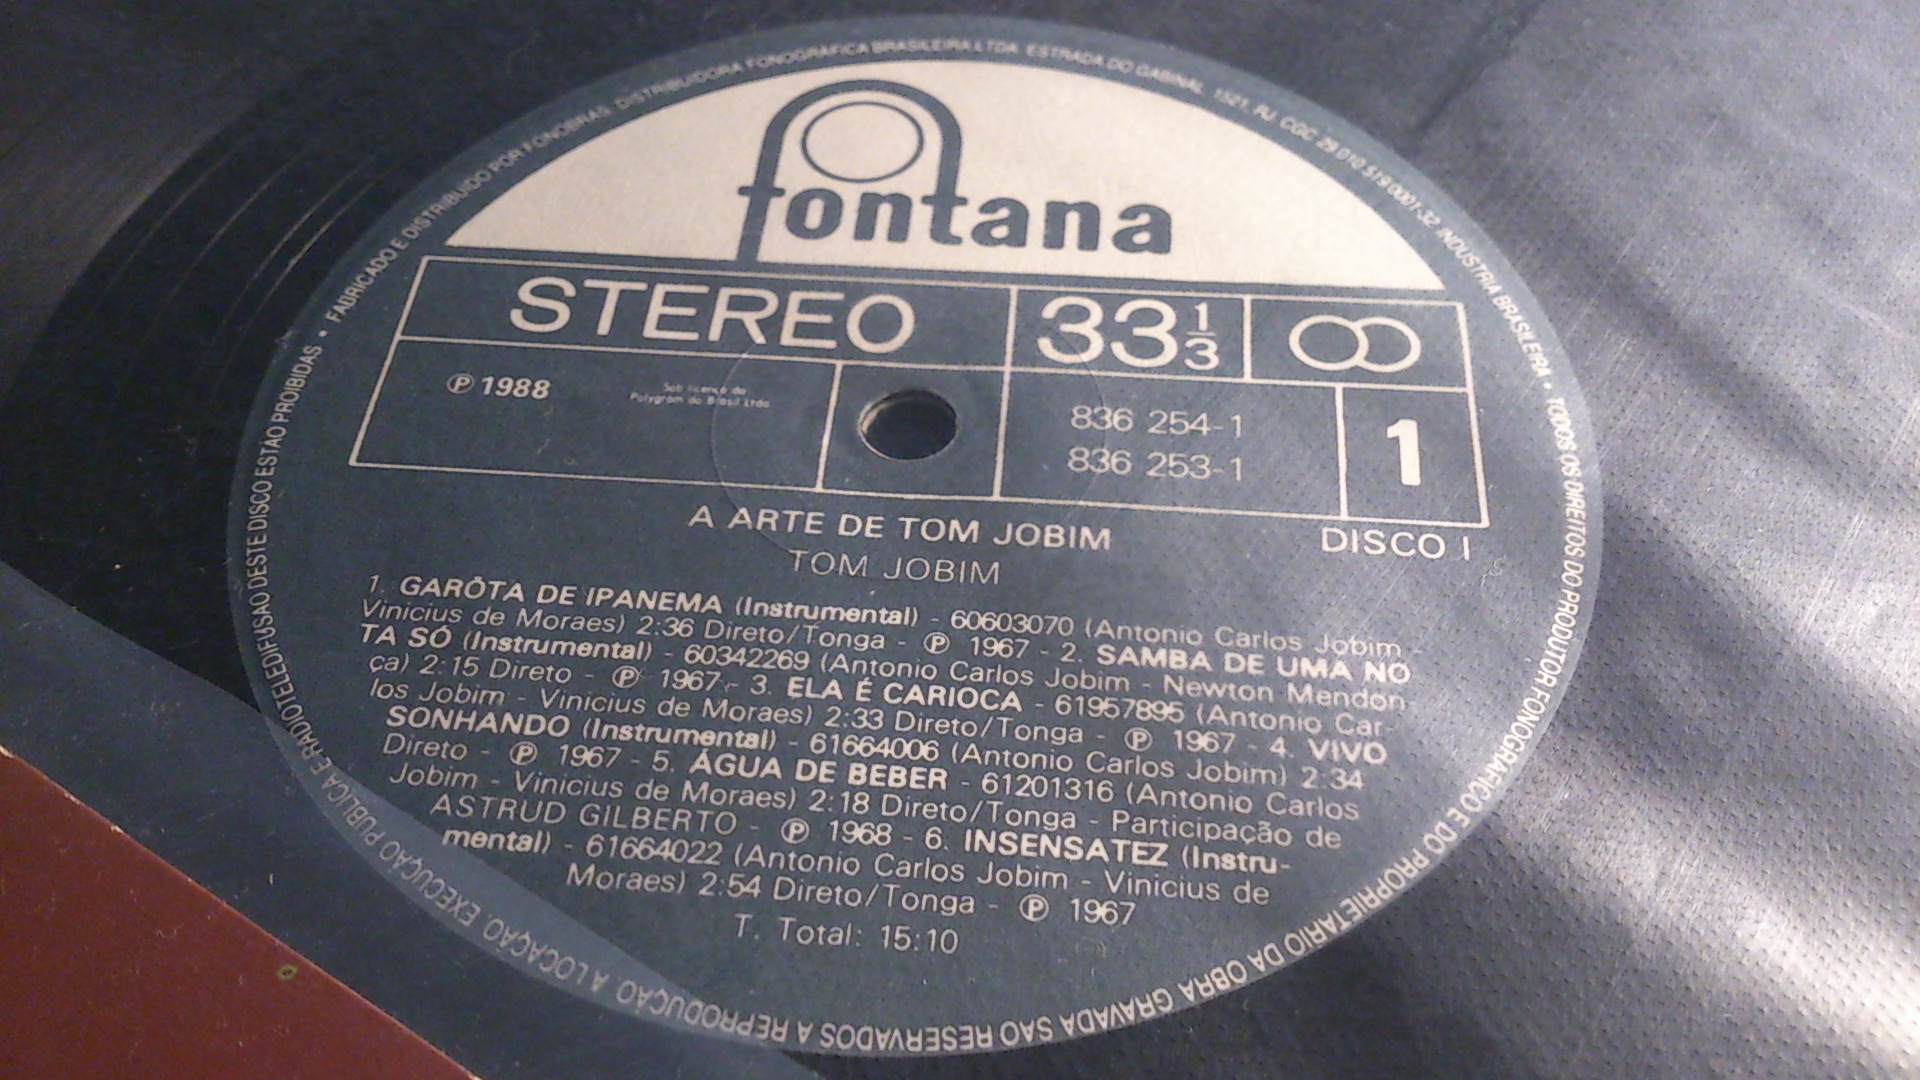 • FABRICADO E DISTRIBUIDO POR FONOBRAS. DISTRIBUIDORA FONOGRAFICA BRASILEIRA LTDA. ESTRADA DO GABINAL, 1521, RJ, CGC 29.010.519/0001-32. INDUSTRIA BRASILEIRA • TODOS OS DIREITOS DO PRODUTOR FONOGRAFICO E DO PROPRIETARIO DA OBRA GRAVADA SAO RESERVADOS A REPRODUÇÃO. A LOCAÇAO, EXECUÇÃO PUBLICA E RADIOTELEDIFUSAO DESTE DISCO ESTÃO PROIBIDAS
fontana
STEREO 33 1/3
℗ 1988
Sob licença da
Polygram do Brasil Ltda
836 254-1
836 253-1
1
A ARTE DE TOM JOBIM
DISCO I
TOM JOBIM
1. GARÔTA DE IPANEMA (Instrumental) - 60603070 (Antonio Carlos Jobim -
Vinicius de Moraes) 2:36 Direto/Tonga - ℗ 1967 - 2. SAMBA DE UMA NO
TA SÓ (Instrumental) - 60342269 (Antonio Carlos Jobim - Newton Mendon
ça) 2:15 Direto - ℗ 1967 - 3. ELA É CARIOCA - 61957895 (Antonio Car-
los Jobim - Vinicius de Moraes) 2:33 Direto/Tonga - ℗ 1967 - 4. VIVO
SONHANDO (Instrumental) - 61664006 (Antonio Carlos Jobim) 2:34
Direto - ℗ 1967 - 5. ÁGUA DE BEBER - 61201316 (Antonio Carlos
Jobim - Vinicius de Moraes) 2:18 Direto/Tonga - Participação de
ASTRUD GILBERTO - ℗ 1968 - 6. INSENSATEZ (Instru-
mental) - 61664022 (Antonio Carlos Jobim - Vinicius de
Moraes) 2:54 Direto/Tonga - ℗ 1967
T. Total: 15:10